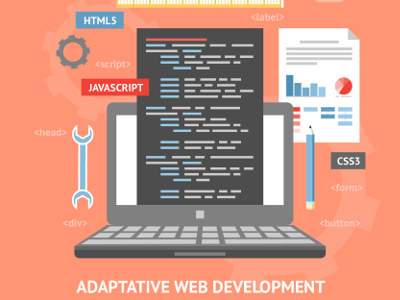 HTML5
<label>
<script>
JAVASCRIPT
<head>
CSS3
<form>
<div>
<button>
ADAPTATIVE WEB DEVELOPMENT